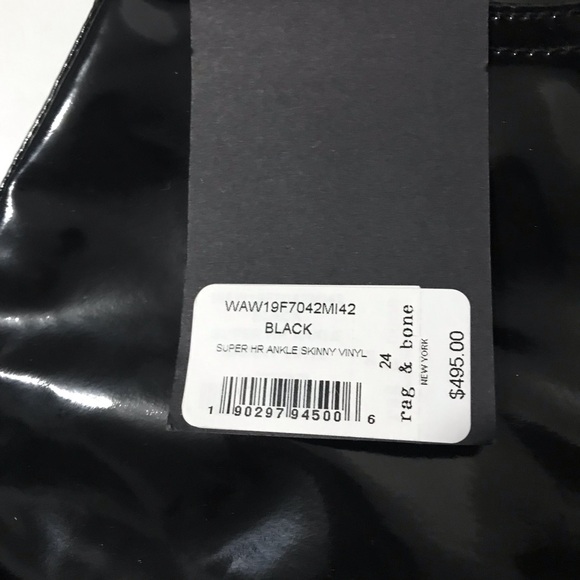 WAW19F7042MI42
BLACK
SUPER HR ANKLE SKINNY VINYL
1 90297 94500 6
24
rag & bone
NEW YORK
$495.00